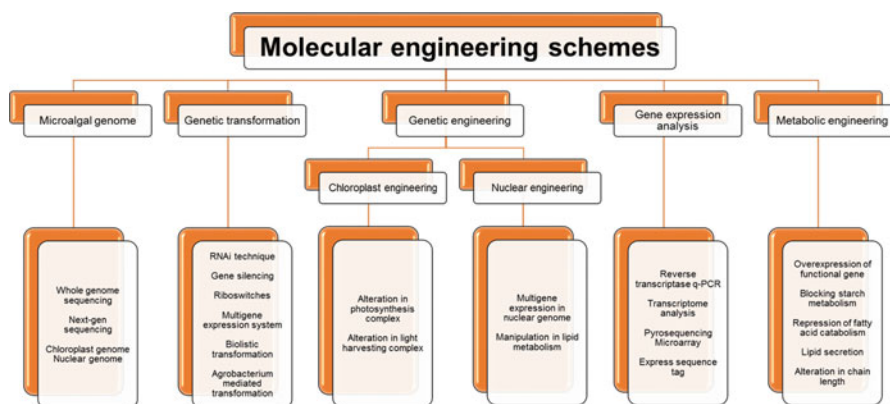 Molecular engineering schemes
Microalgal genome
Genetic transformation
Genetic engineering
Gene expression
analysis
Metabolic engineering
Chloroplast engineering
Nuclear engineering
Whole genome
sequencing
Next-gen
sequencing
Chloroplast genome
Nuclear genome
RNAi technique
Gene silencing
Riboswitches
Multigene
expression system
Biolistic
transformation
Agrobacterium
mediated
transformation
Alteration in
photosynthesis
complex
Alteration in light
harvesting complex
Multigene
expression in
nuclear genome
Manipulation in lipid
metabolism
Reverse
transcriptase q-PCR
Transcriptome
analysis
Pyrosequencing
Microarray
Express sequence
tag
Overexpression of
functional gene
Blocking starch
metabolism
Repression of fatty
acid catabolism
Lipid secretion
Alteration in chain
length